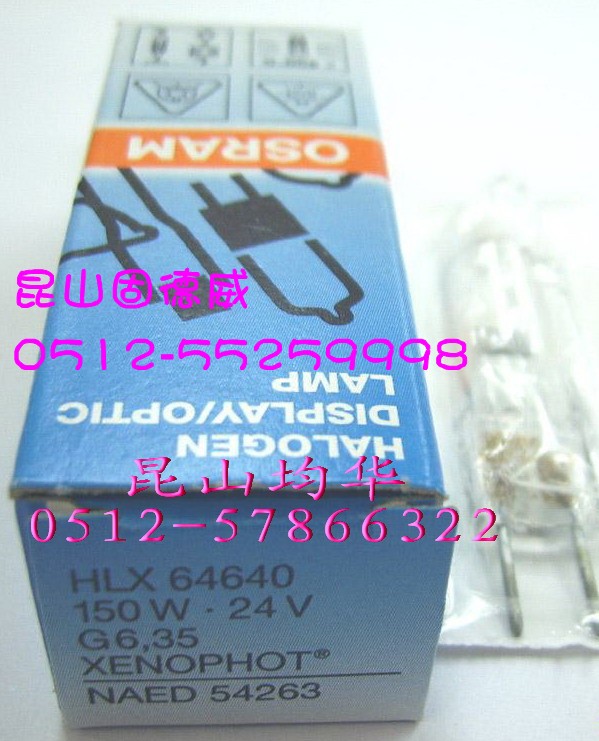 OSRAM
昆山固德威
0512-55259998
HALOGEN
DISPLAY/OPTIC
LAMP
昆山均华
0512-57866322
HLX 64640
150 W · 24 V
G 6,35
XENOPHOT®
NAED 54263